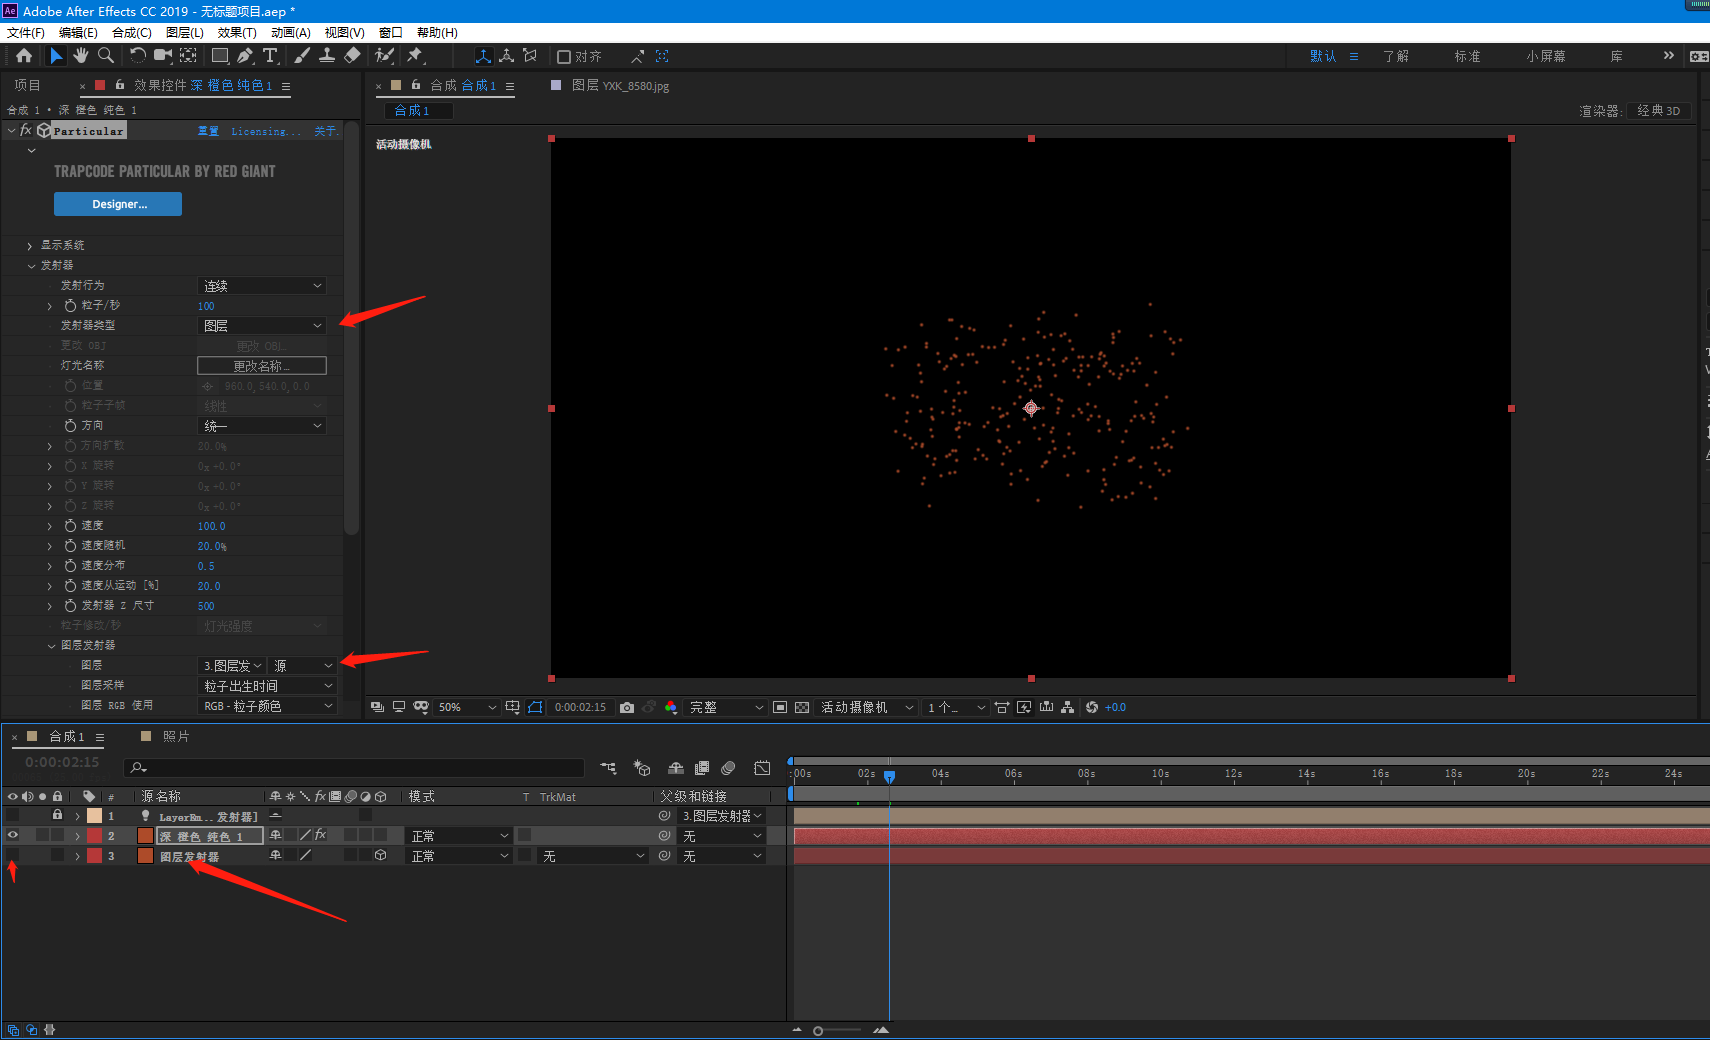 Adobe After Effects CC 2019 - 无标题项目.aep *
文件(F) 编辑(E) 合成(C) 图层(L) 效果(T) 动画(A) 视图(V) 窗口 帮助(H)
对齐 默认 了解 标准 小屏幕 库
项目 效果控件 深 橙色 纯色 1
合成 合成 1 图层 YXK_8580.jpg
合成 1 • 深 橙色 纯色 1
合成 1
渲染器: 经典 3D
fx Particular 重置 Licensing... 关于.
活动摄像机
TRAPCODE PARTICULAR BY RED GIANT
Designer...
显示系统
发射器
发射行为 连续
粒子/秒 100
发射器类型 图层
更改 OBJ 更改 OBJ...
灯光名称 更改名称...
位置 960.0,540.0,0.0
粒子子帧 线性
方向 统一
方向扩散 20.0%
X 旋转 0x +0.0°
Y 旋转 0x +0.0°
Z 旋转 0x +0.0°
速度 100.0
速度随机 20.0%
速度分布 0.5
速度从运动 [%] 20.0
发射器 Z 尺寸 500
粒子修改/秒 灯光强度
图层发射器
图层 3.图层发 源
图层采样 粒子出生时间
图层 RGB 使用 RGB - 粒子颜色
50% 0:00:02:15 完整 活动摄像机 1 个... +0.0
合成 1 照片
0:00:02:15
:00s 02s 04s 06s 08s 10s 12s 14s 16s 18s 20s 22s 24s
# 源名称 fx 模式 T TrkMat 父级和链接
1 LayerEm... 发射器] 3.图层发射器
2 深 橙色 纯色 1 fx 正常 无
3 图层发射器 正常 无 无